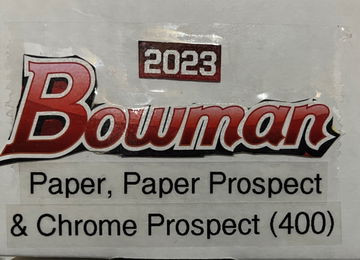 2023
Bowman
Paper, Paper Prospect
& Chrome Prospect (400)